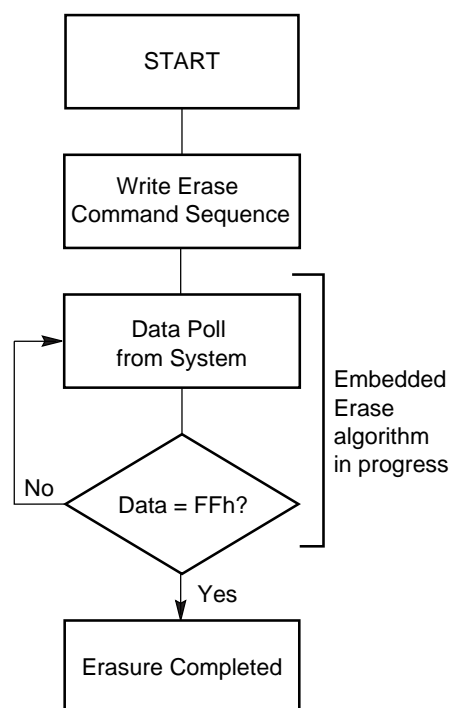 START
Write Erase
Command Sequence
Data Poll
from System
Embedded
Erase
algorithm
in progress
No
Data = FFh?
Yes
Erasure Completed